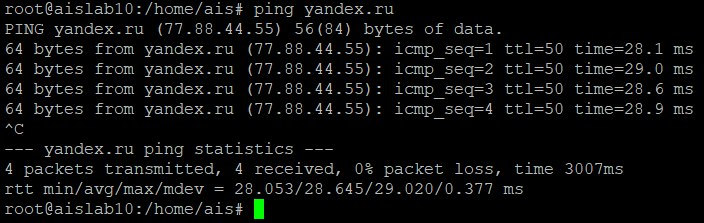 root@aislab10:/home/ais# ping yandex.ru
PING yandex.ru (77.88.44.55) 56(84) bytes of data.
64 bytes from yandex.ru (77.88.44.55): icmp_seq=1 ttl=50 time=28.1 ms
64 bytes from yandex.ru (77.88.44.55): icmp_seq=2 ttl=50 time=29.0 ms
64 bytes from yandex.ru (77.88.44.55): icmp_seq=3 ttl=50 time=28.6 ms
64 bytes from yandex.ru (77.88.44.55): icmp_seq=4 ttl=50 time=28.9 ms
^C
--- yandex.ru ping statistics ---
4 packets transmitted, 4 received, 0% packet loss, time 3007ms
rtt min/avg/max/mdev = 28.053/28.645/29.020/0.377 ms
root@aislab10:/home/ais#